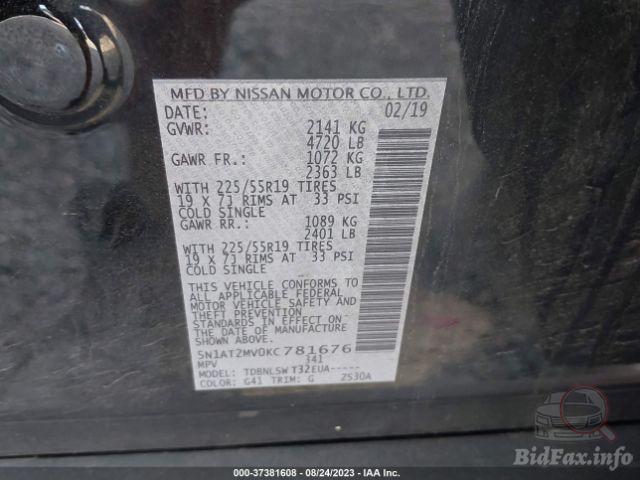 MFD BY NISSAN MOTOR CO., LTD.
DATE: 02/19
GVWR: 2141 KG
4720 LB
GAWR FR.: 1072 KG
2363 LB
WITH 225/55R19 TIRES
19 X 7J RIMS AT 33 PSI
COLD SINGLE
GAWR RR.: 1089 KG
2401 LB
WITH 225/55R19 TIRES
19 X 7J RIMS AT 33 PSI
COLD SINGLE
THIS VEHICLE CONFORMS TO
ALL APPLICABLE FEDERAL
MOTOR VEHICLE SAFETY AND
THEFT PREVENTION
STANDARDS IN EFFECT ON
THE DATE OF MANUFACTURE
SHOWN ABOVE.
5N1AT2MV0KC781676
MPV 341
MODEL: TDBNLSW T32EUA-----
COLOR: G41 TRIM: G ZS30A
BidFax.info
000-37381608 - 08/24/2023 - IAA Inc.